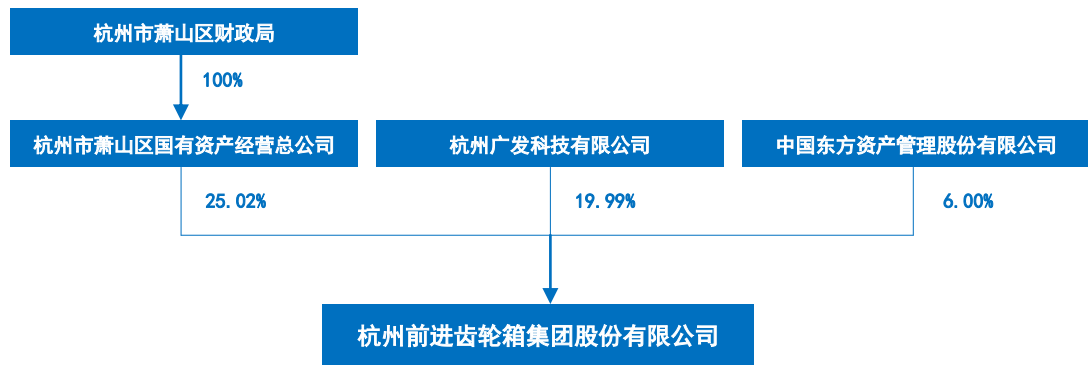 杭州市萧山区财政局
100%
杭州市萧山区国有资产经营总公司
杭州广发科技有限公司
中国东方资产管理股份有限公司
25.02%
19.99%
6.00%
杭州前进齿轮箱集团股份有限公司